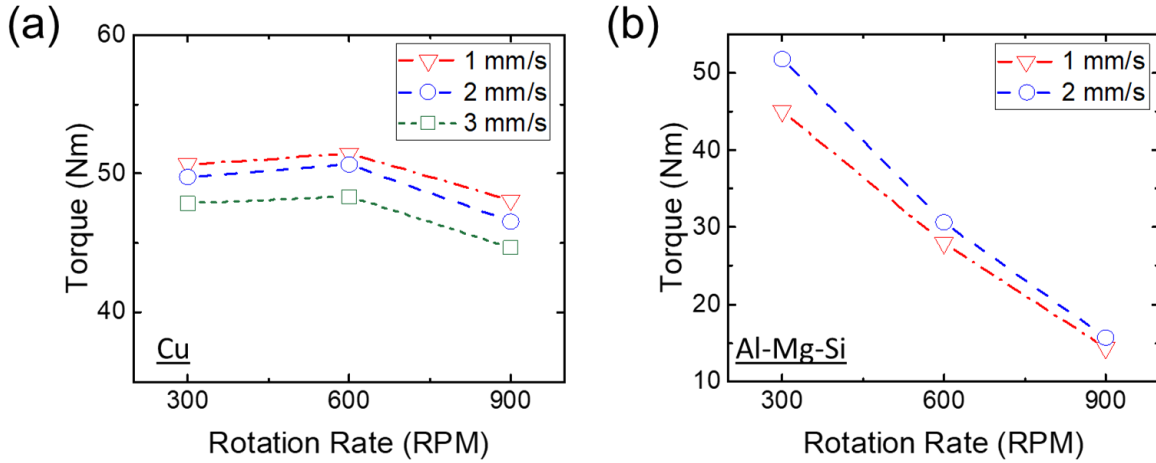 (a)
60
50
40
Torque (Nm)
1 mm/s
2 mm/s
3 mm/s
Cu
300 600 900
Rotation Rate (RPM)
(b)
50
40
30
20
10
Torque (Nm)
1 mm/s
2 mm/s
Al-Mg-Si
300 600 900
Rotation Rate (RPM)